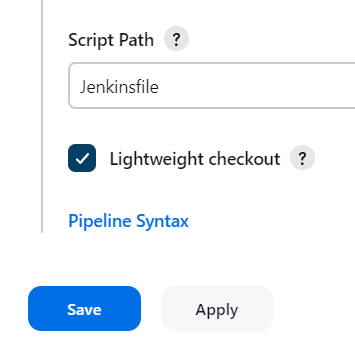 Script Path ?
Jenkinsfile
Lightweight checkout ?
Pipeline Syntax
Save Apply